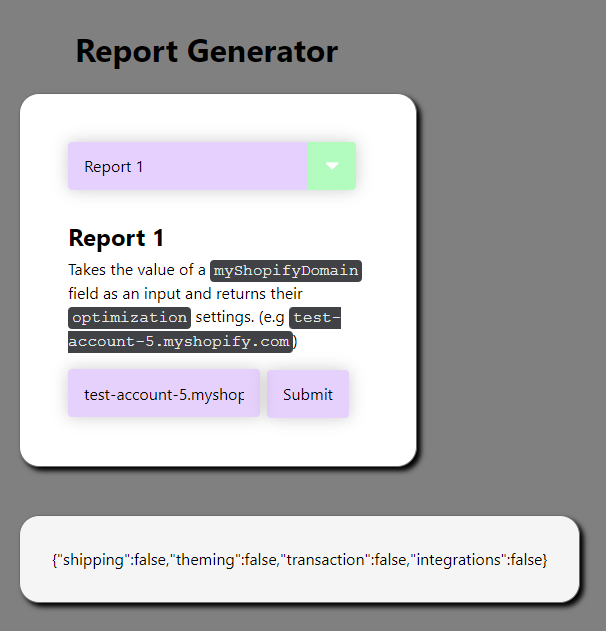 Report Generator
Report 1
Report 1
Takes the value of a myShopifyDomain
field as an input and returns their
optimization settings. (e.g test-
account-5.myshopify.com)
test-account-5.myshop Submit
{"shipping":false,"theming":false,"transaction":false,"integrations":false}